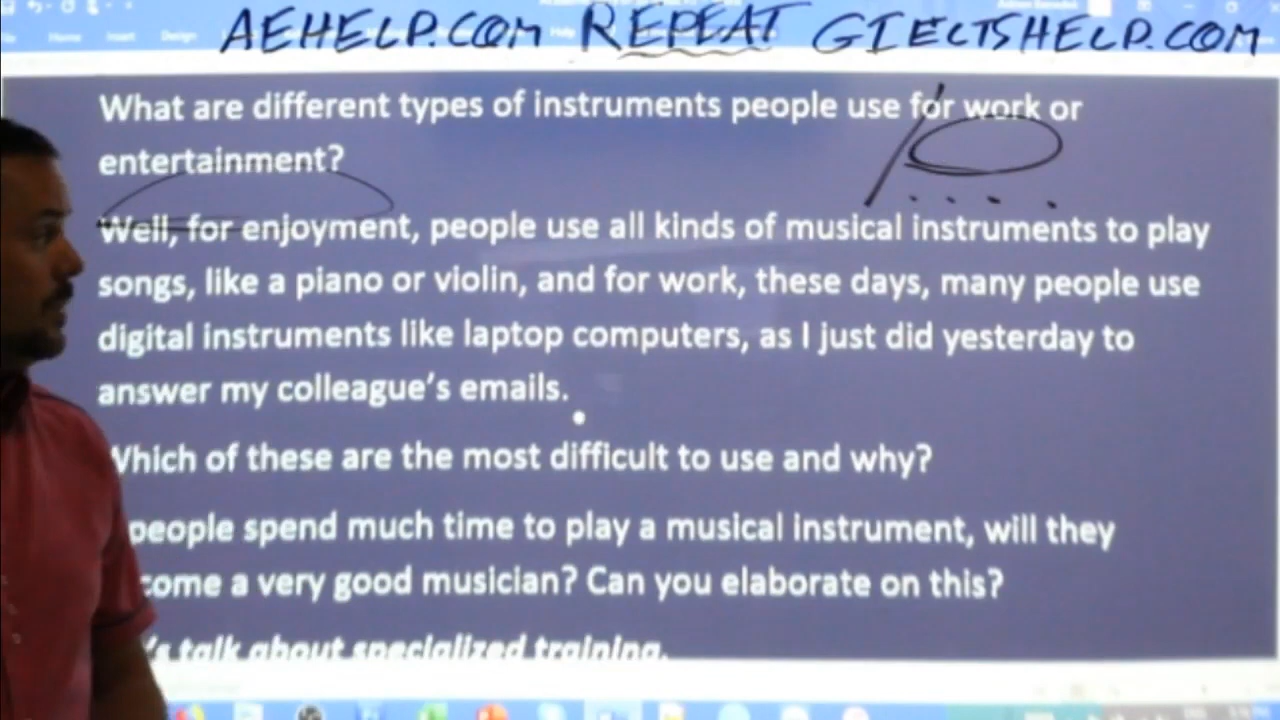 AEHELP.COM REPEAT GIELTSHELP.COM
What are different types of instruments people use for work or
entertainment?
Well, for enjoyment, people use all kinds of musical instruments to play
songs, like a piano or violin, and for work, these days, many people use
digital instruments like laptop computers, as I just did yesterday to
answer my colleague's emails.
Which of these are the most difficult to use and why?
people spend much time to play a musical instrument, will they
come a very good musician? Can you elaborate on this?
's talk about specialized training.